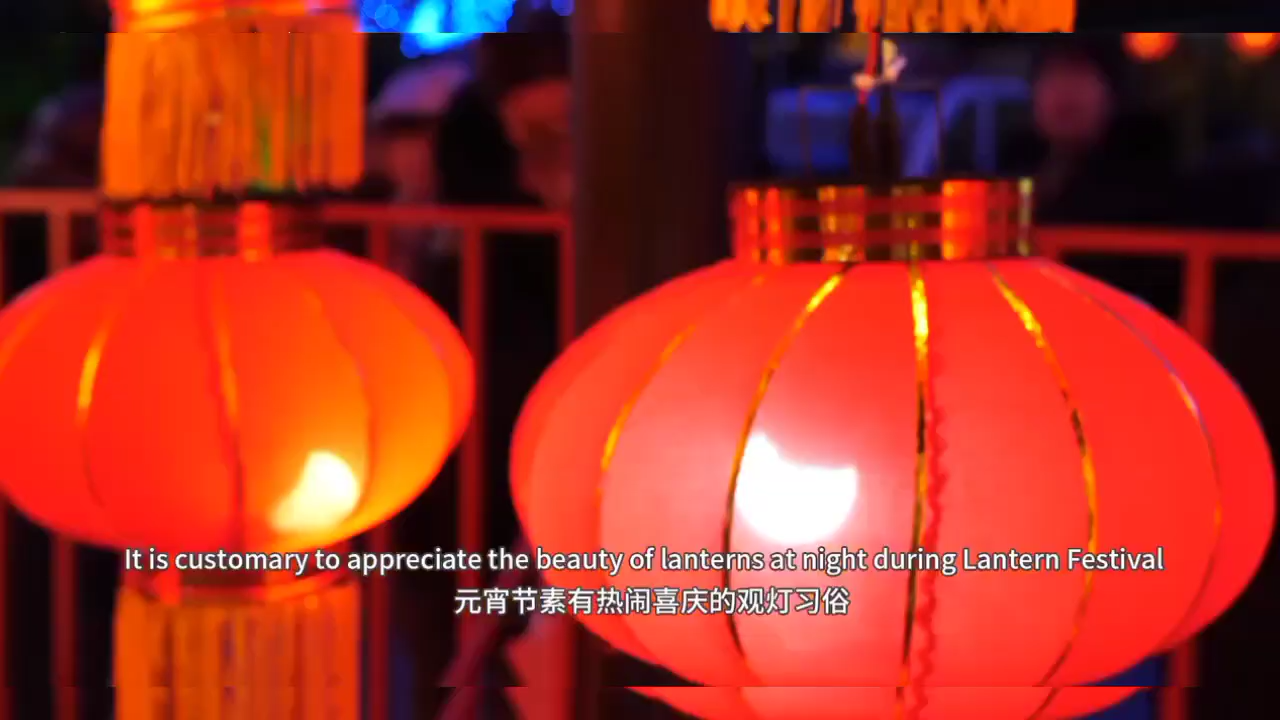 It is customary to appreciate the beauty of lanterns at night during Lantern Festival
元宵节素有热闹喜庆的观灯习俗